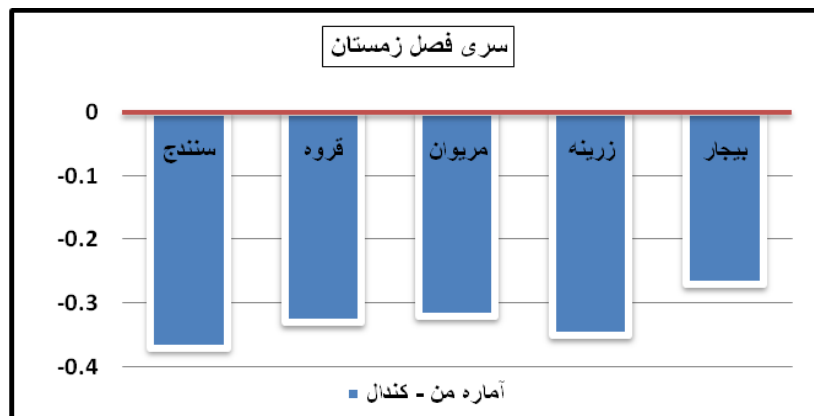 سری فصل زمستان
0
سنندج
قروه
مریوان
زرینه
بیجار
-0.1
-0.2
-0.3
-0.4
آماره من - کندال